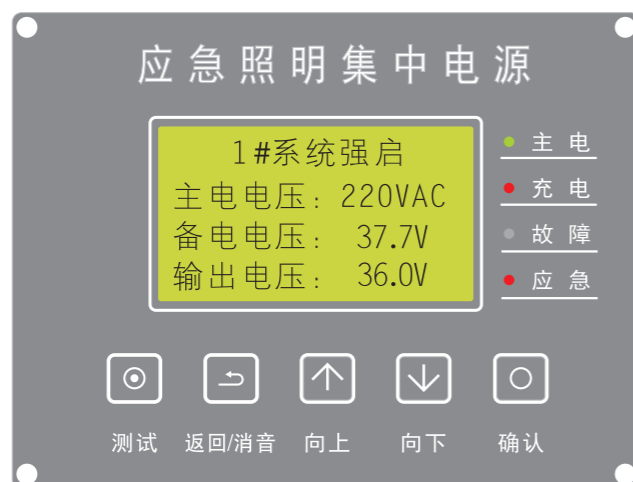 应急照明集中电源
1#系统强启
主电电压: 220VAC
备电电压: 37.7V
输出电压: 36.0V
主电
充电
故障
应急
测试 返回/消音 向上 向下 确认